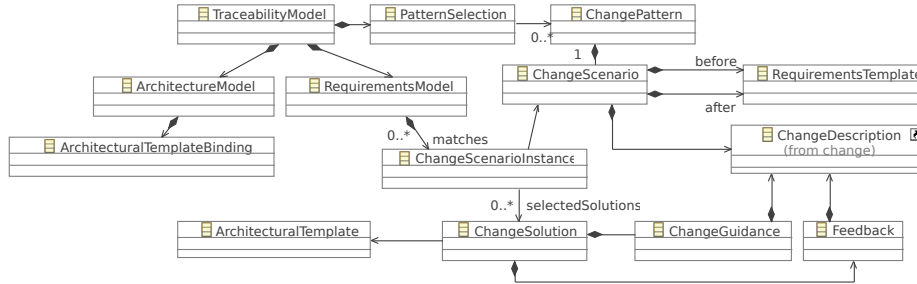 TraceabilityModel
PatternSelection
ChangePattern
0..*
1
ChangeScenario
before
RequirementsTemplate
ArchitectureModel
RequirementsModel
after
0..*
matches
ChangeDescription
(from change)
ArchitecturalTemplateBinding
ChangeScenarioInstance
0..*
selectedSolutions
ArchitecturalTemplate
ChangeSolution
ChangeGuidance
Feedback